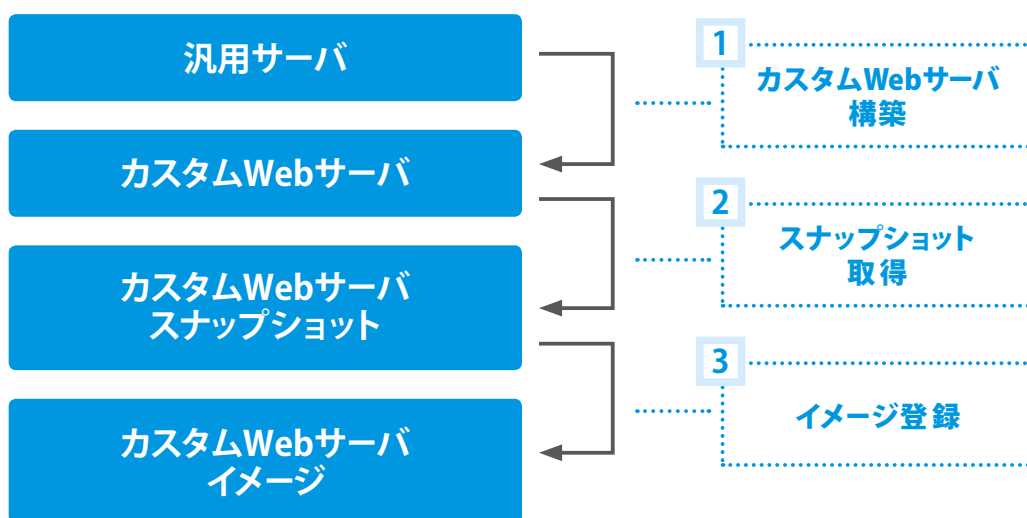 汎用サーバ
カスタムWebサーバ
カスタムWebサーバ
スナップショット
カスタムWebサーバ
イメージ
1
カスタムWebサーバ
構築
2
スナップショット
取得
3
イメージ登録